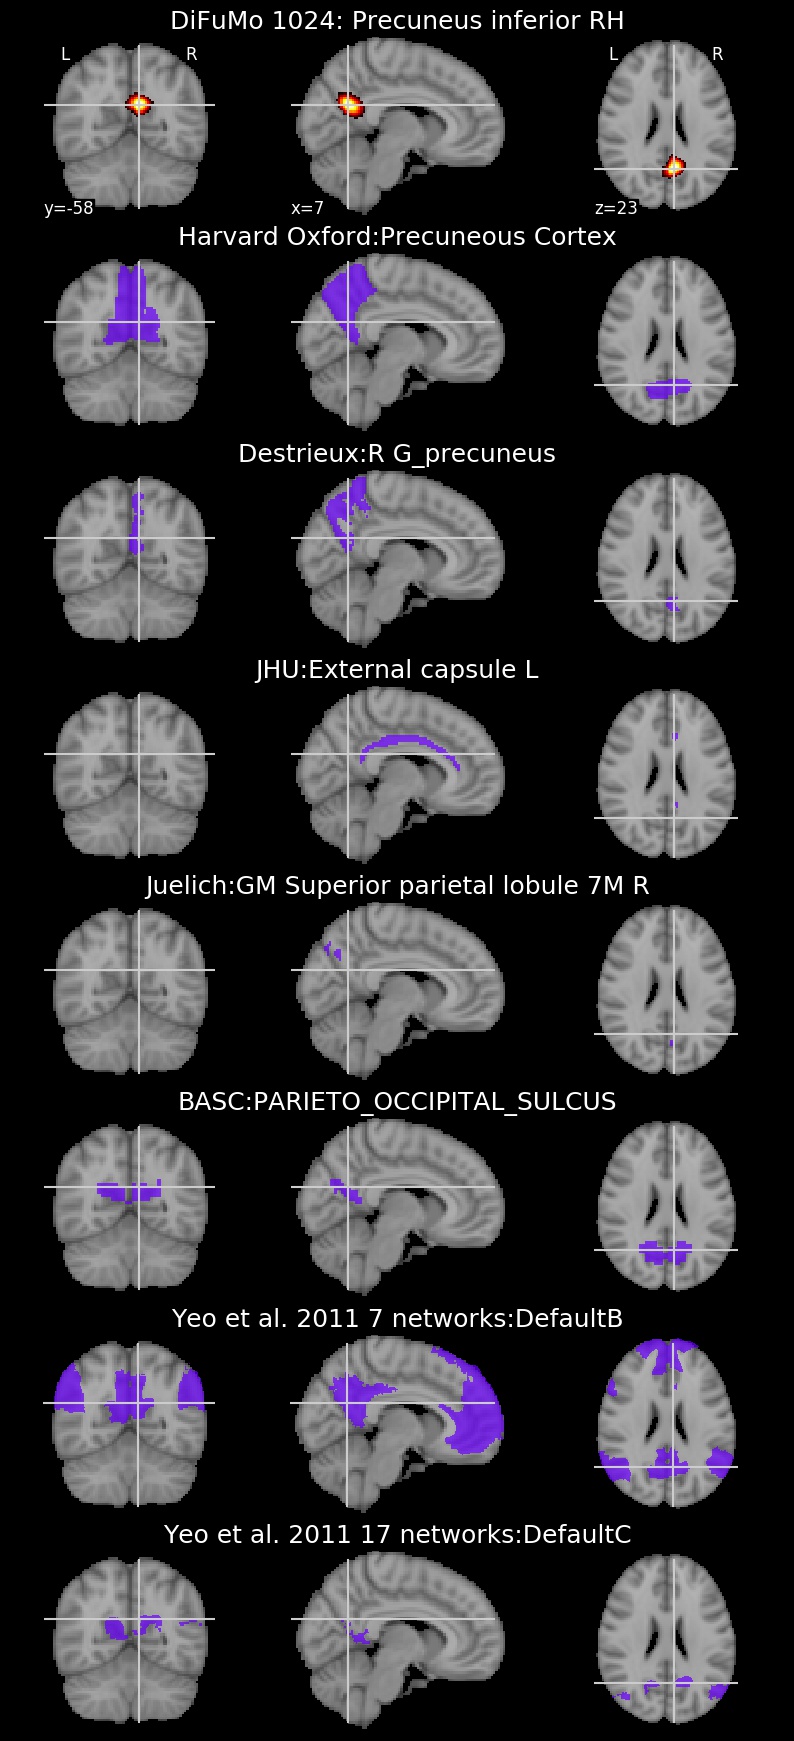 DiFuMo 1024: Precuneus inferior RH
L R L R
y=-58 x=7 z=23
Harvard Oxford:Precuneous Cortex
Destrieux:R G_precuneus
JHU:External capsule L
Juelich:GM Superior parietal lobule 7M R
BASC:PARIETO_OCCIPITAL_SULCUS
Yeo et al. 2011 7 networks:DefaultB
Yeo et al. 2011 17 networks:DefaultC